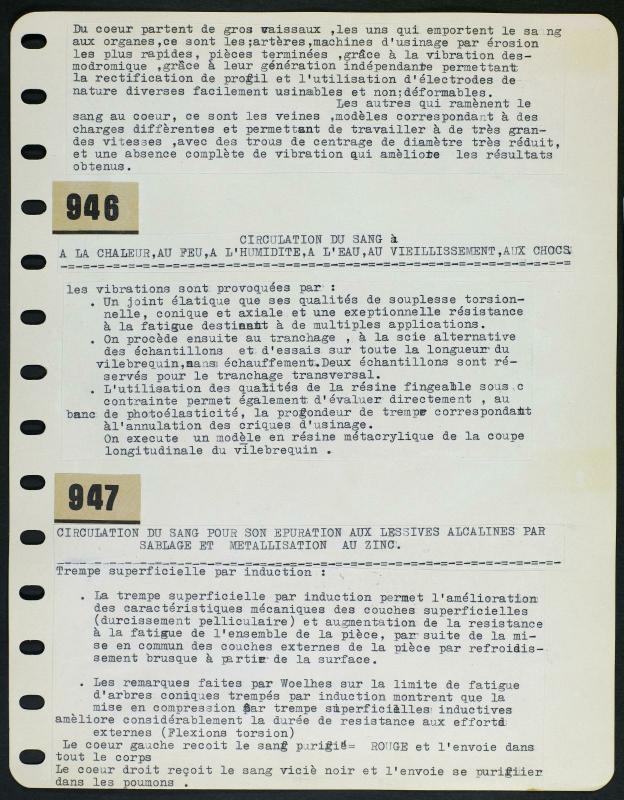 Du coeur partent de gros vaissaux ,les uns qui emportent le sang
aux organes,ce sont les;artères,machines d'usinage par érosion
les plus rapides, pièces terminées ,grâce à la vibration des-
modromique ,grâce à leur génération indépendante permettant
la rectification de profil et l'utilisation d'électrodes de
nature diverses facilement usinables et non;déformables.
Les autres qui ramènent le
sang au coeur, ce sont les veines ,modèles correspondant à des
charges diffèrentes et permettant de travailler à de très gran-
des vitesses ,avec des trous de centrage de diamètre très réduit,
et une absence complète de vibration qui amèliore les résultats
obtenus.
946
CIRCULATION DU SANG à
A LA CHALEUR,AU FEU,A L'HUMIDITE,A L'EAU,AU VIEILLISSEMENT,AUX CHOCS.
-=-=-=-=-=-=-=-=-=-=-=-=-=-=-=-=-=-=-=-=-=-=-=-=-=-=-=-=-=-=-=-=-=
les vibrations sont provoquées par :
. Un joint élatique que ses qualités de souplesse torsion-
nelle, conique et axiale et une exeptionnelle résistance
à la fatigue destinant à de multiples applications.
. On procède ensuite au tranchage , à la scie alternative
des échantillons et d'essais sur toute la longueur du
vilebrequin,sans échauffement.Deux échantillons sont ré-
servés pour le tranchage transversal.
. L'utilisation des qualités de la résine fingeable sous c
contrainte permet également d'évaluer directement , au
banc de photoélasticité, la profondeur de trempe correspondant
àl'annulation des criques d'usinage.
On execute un modèle en résine métacrylique de la coupe
longitudinale du vilebrequin .
947
CIRCULATION DU SANG POUR SON EPURATION AUX LESSIVES ALCALINES PAR
SABLAGE ET METALLISATION AU ZINC.
-=-=-=-=-=-=-=-=-=-=-=-=-=-=-=-=-=-=-=-=-=-=-=-=-=-=-=-=-=-=-=-
Trempe superficielle par induction :
. La trempe superficielle par induction permet l'amélioration
des caractéristiques mécaniques des couches superficielles
(durcissement pelliculaire) et augmentation de la resistance
à la fatigue de l'ensemble de la pièce, par suite de la mi-
se en commun des couches externes de la pièce par refroidis-
sement brusque à partir de la surface.
. Les remarques faites par Woelhes sur la limite de fatigue
d'arbres coniques trempés par induction montrent que la
mise en compression par trempe superficielles inductives
amèliore considérablement la durée de resistance aux efforts
externes (Flexions torsion)
Le coeur gauche recoit le sang purifié= ROUGE et l'envoie dans
tout le corps
Le coeur droit reçoit le sang viciè noir et l'envoie se purifiier
dans les poumons .